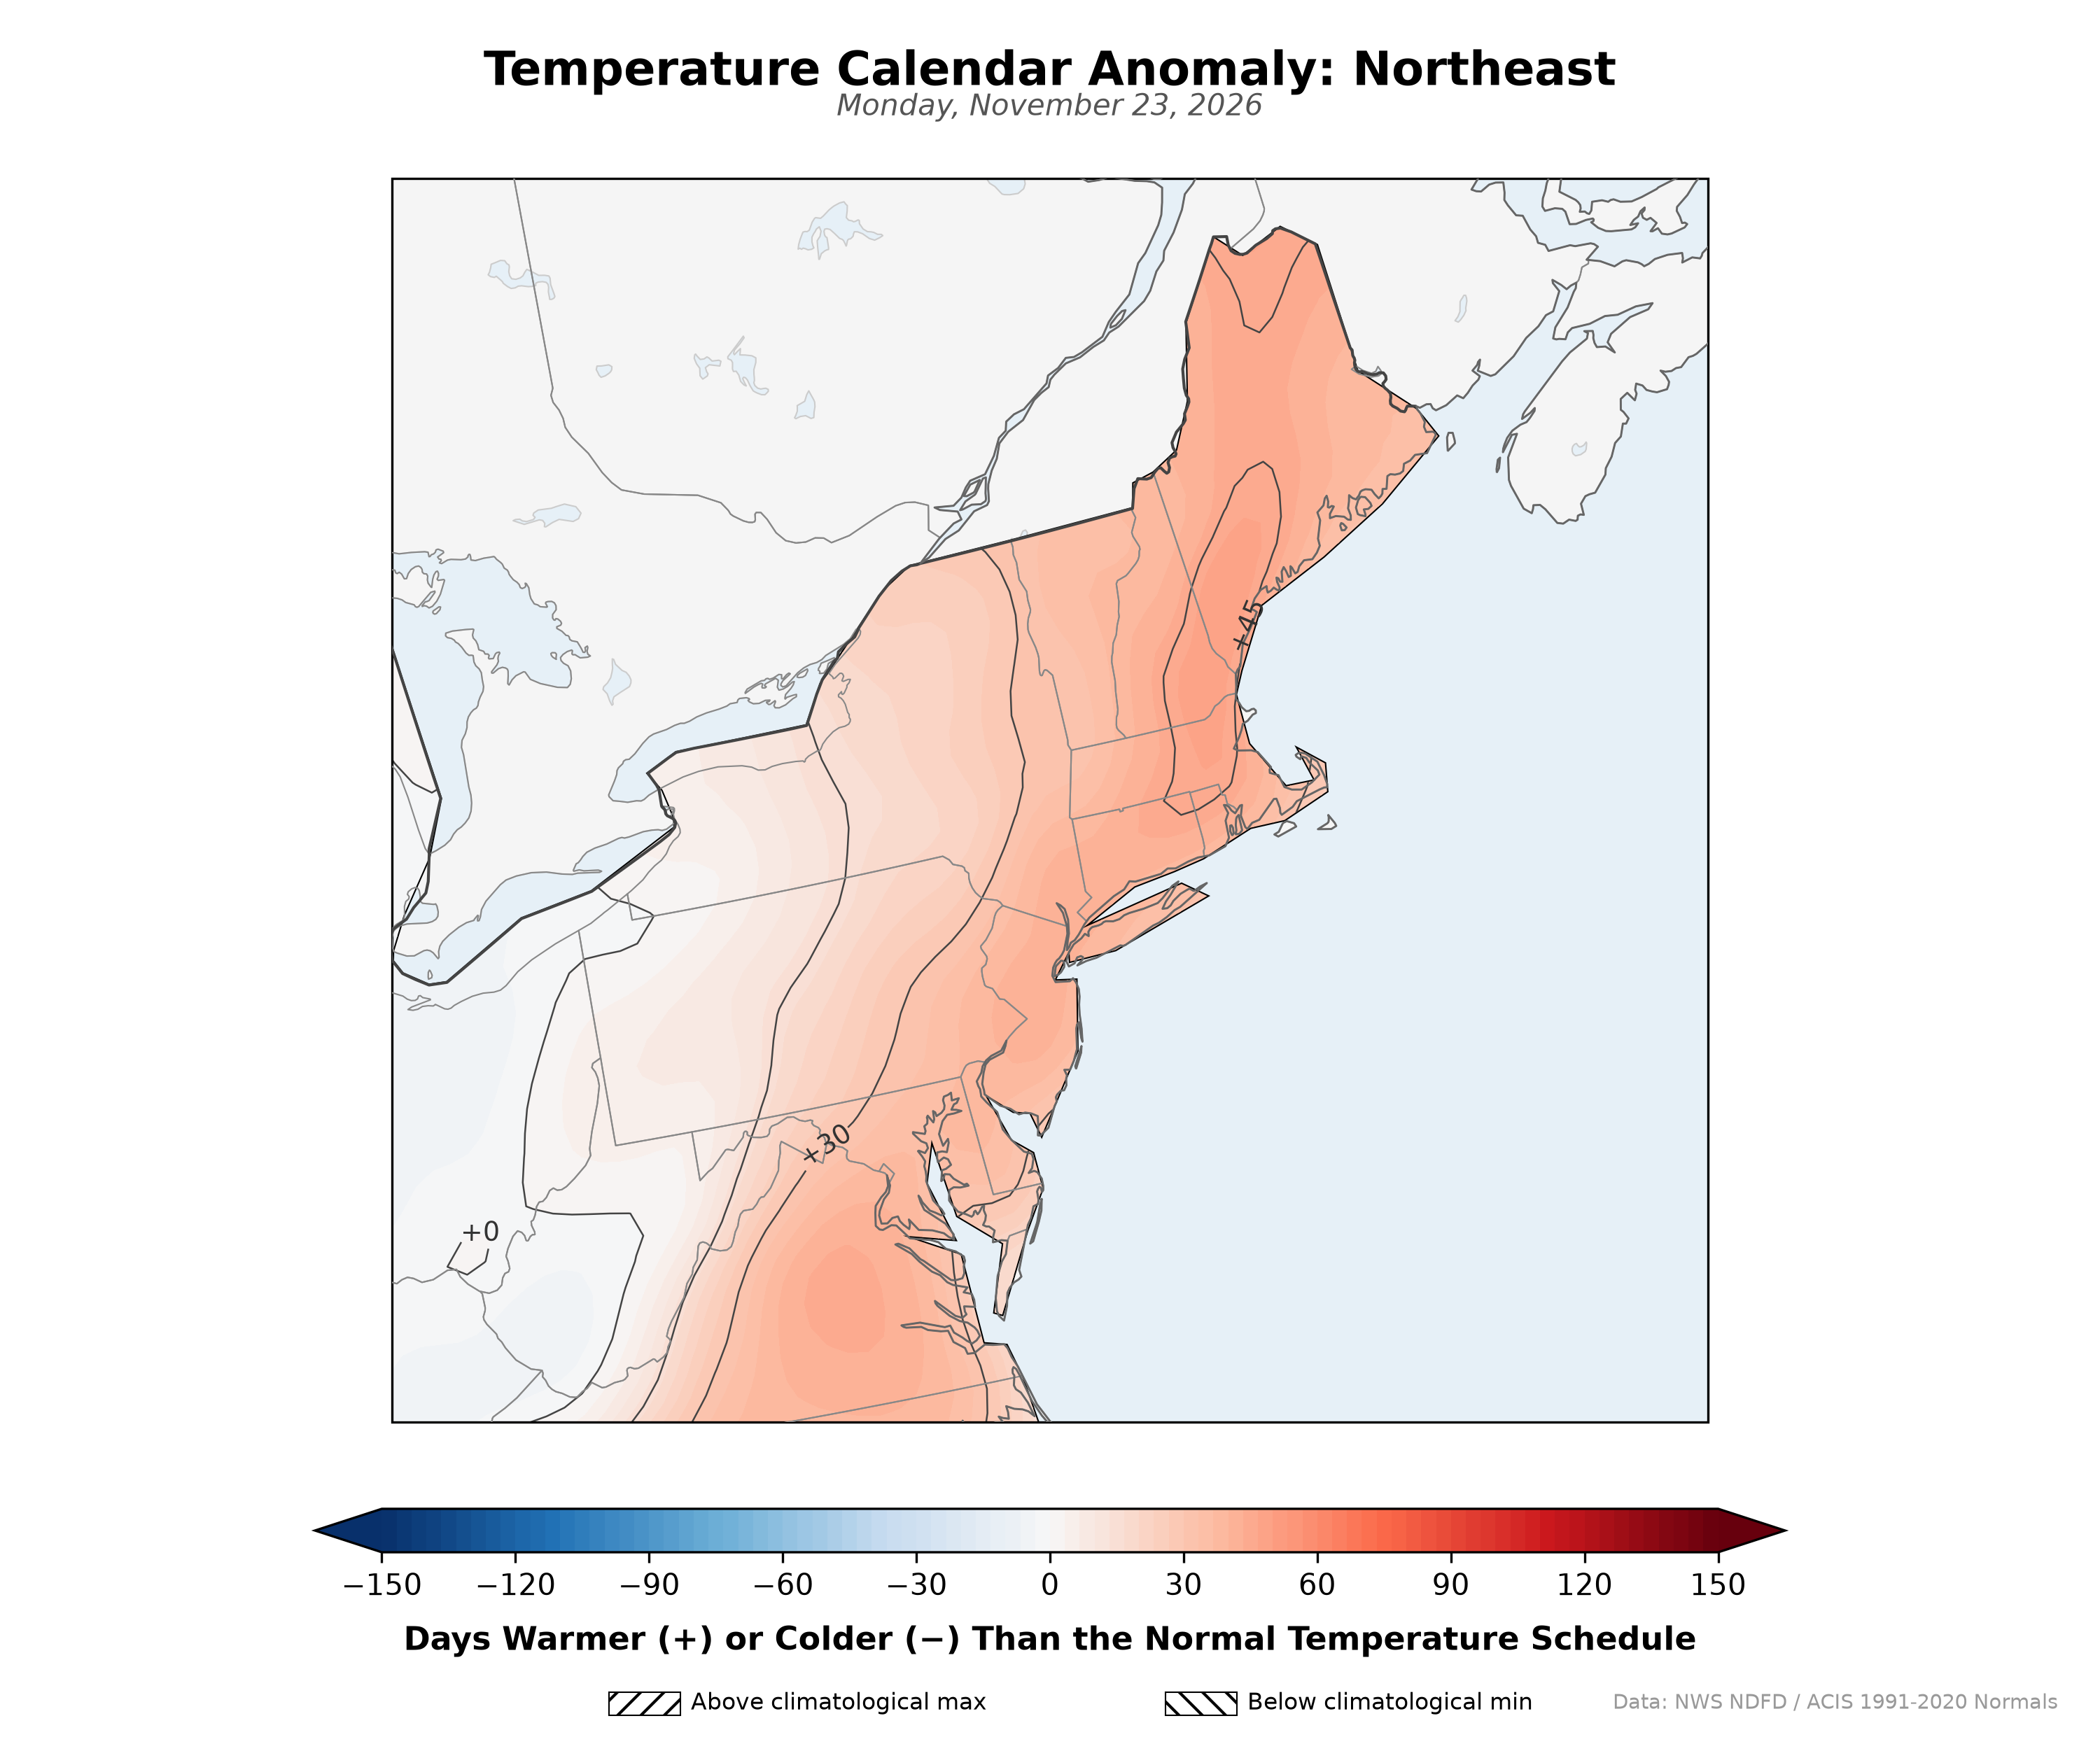 Temperature Calendar Anomaly: Northeast
Monday, November 23, 2026
+45
+30
+0
−150 −120 −90 −60 −30 0 30 60 90 120 150
Days Warmer (+) or Colder (−) Than the Normal Temperature Schedule
Above climatological max
Below climatological min
Data: NWS NDFD / ACIS 1991-2020 Normals